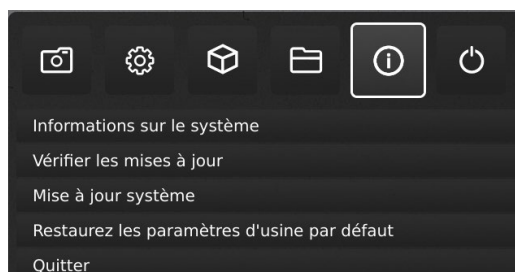 Informations sur le système
Vérifier les mises à jour
Mise à jour système
Restaurez les paramètres d'usine par défaut
Quitter